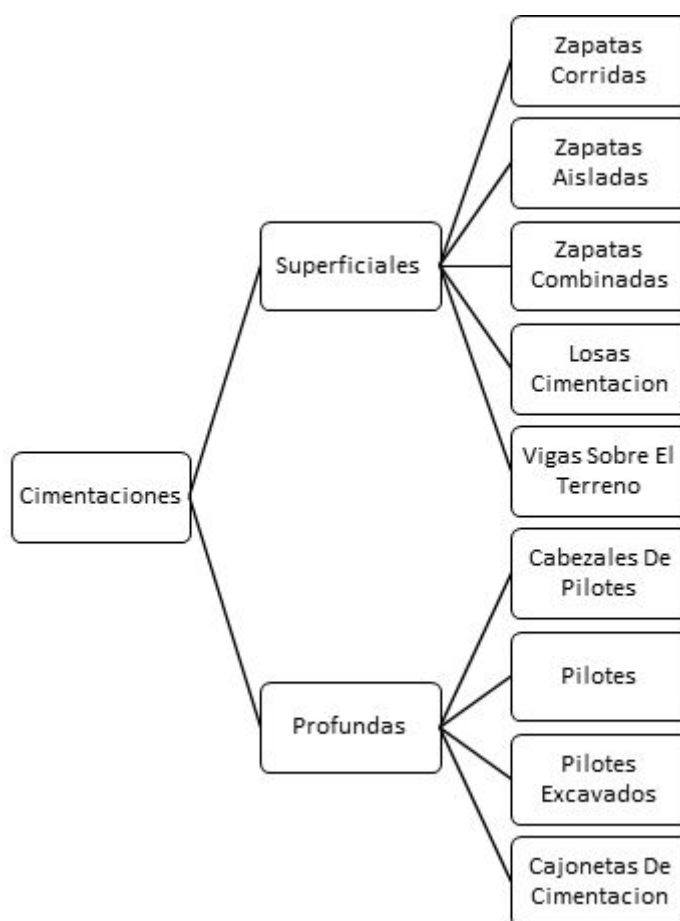 Cimentaciones
Superficiales
Zapatas
Corridas
Zapatas
Aisladas
Zapatas
Combinadas
Losas
Cimentacion
Vigas Sobre El
Terreno
Profundas
Cabezales De
Pilotes
Pilotes
Pilotes
Excavados
Cajonetas De
Cimentacion